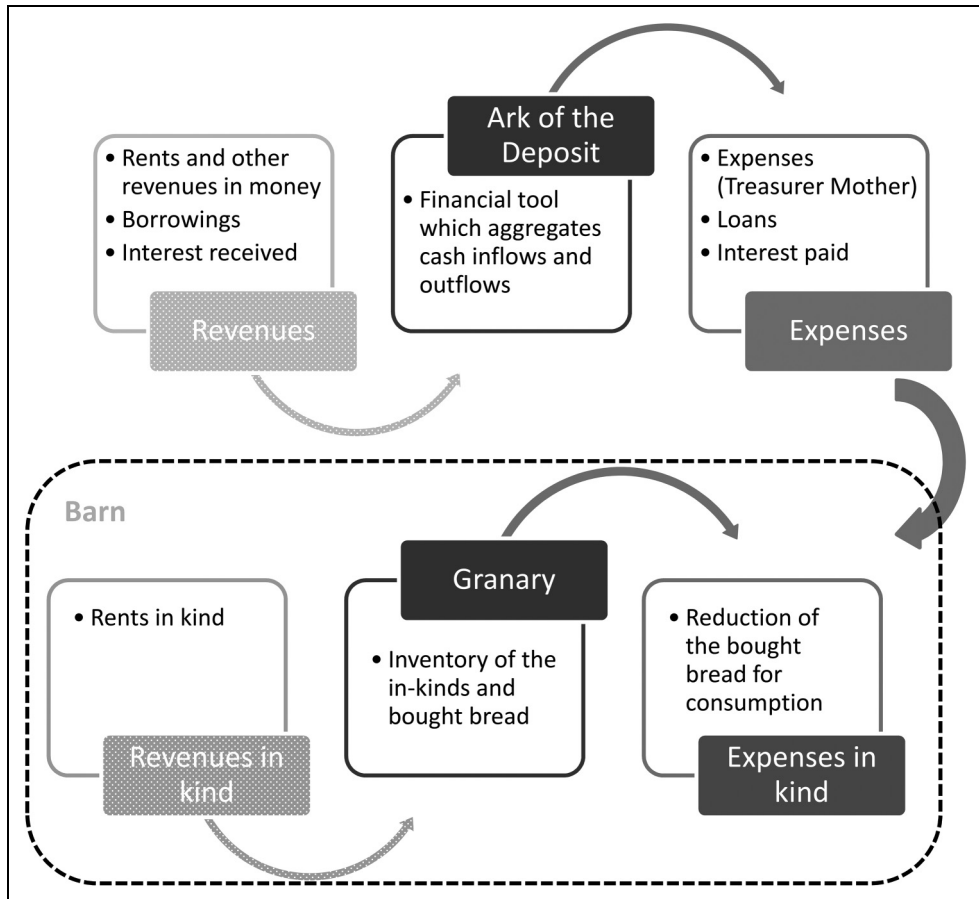 Ark of the
Deposit
• Rents and other
revenues in money
• Borrowings
• Interest received
Revenues
• Financial tool
which aggregates
cash inflows and
outflows
• Expenses
(Treasurer Mother)
• Loans
• Interest paid
Expenses
Barn
• Rents in kind
Revenues in
kind
Granary
• Inventory of the
in-kinds and
bought bread
• Reduction of
the bought
bread for
consumption
Expenses in
kind